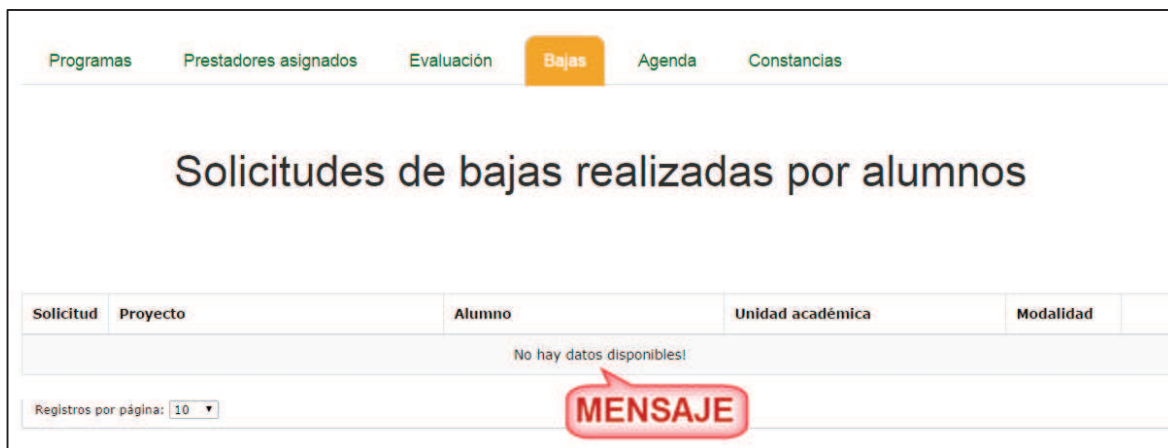 Programas Prestadores asignados Evaluación Bajas Agenda Constancias
Solicitudes de bajas realizadas por alumnos
Solicitud Proyecto Alumno Unidad académica Modalidad
No hay datos disponibles!
MENSAJE
Registros por página: 10